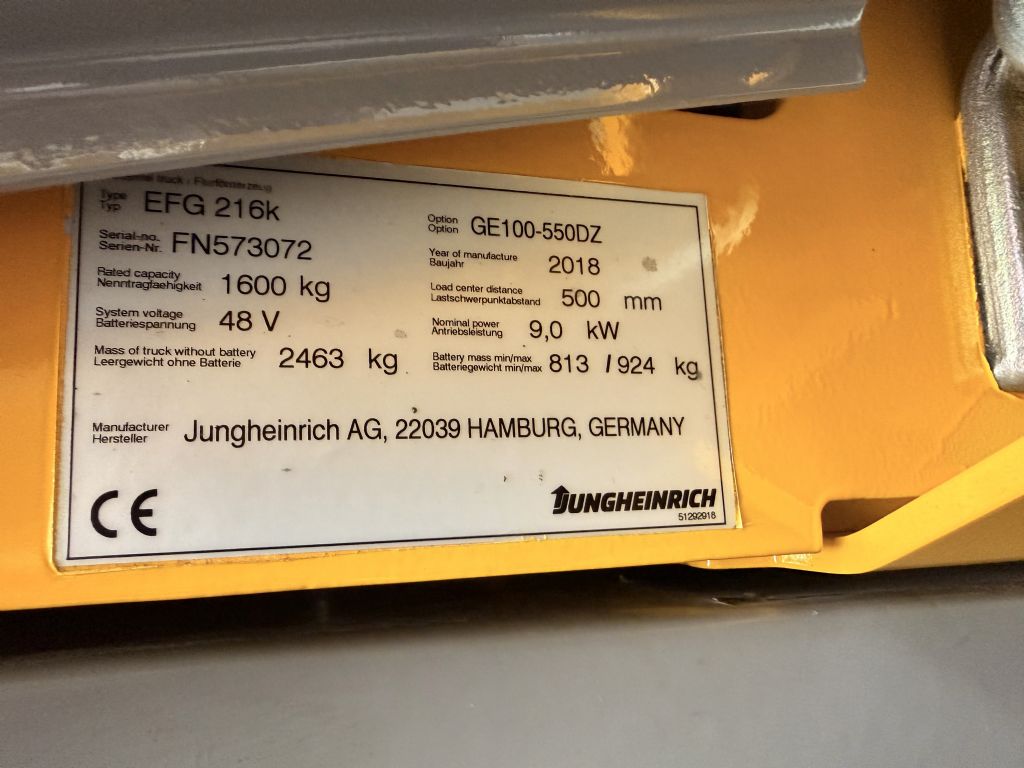 truck / Flurförderzeug
Type
Typ EFG 216k
Option
Option GE100-550DZ
Serial-no.
Serien-Nr. FN573072
Year of manufacture
Baujahr 2018
Rated capacity
Nenntragfaehigkeit 1600 kg
Load center distance
Lastschwerpunktabstand 500 mm
System voltage
Batteriespannung 48 V
Nominal power
Antriebsleistung 9,0 kW
Mass of truck without battery
Leergewicht ohne Batterie 2463 kg
Battery mass min/max
Batteriegewicht min/max 813 / 924 kg
Manufacturer
Hersteller Jungheinrich AG, 22039 HAMBURG, GERMANY
CE
JUNGHEINRICH
51292916